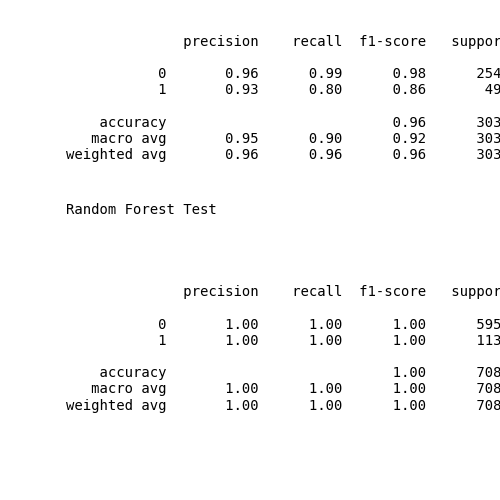 precision recall f1-score suppor
0 0.96 0.99 0.98 254
1 0.93 0.80 0.86 49
accuracy 0.96 303
macro avg 0.95 0.90 0.92 303
weighted avg 0.96 0.96 0.96 303
Random Forest Test
precision recall f1-score suppor
0 1.00 1.00 1.00 595
1 1.00 1.00 1.00 113
accuracy 1.00 708
macro avg 1.00 1.00 1.00 708
weighted avg 1.00 1.00 1.00 708